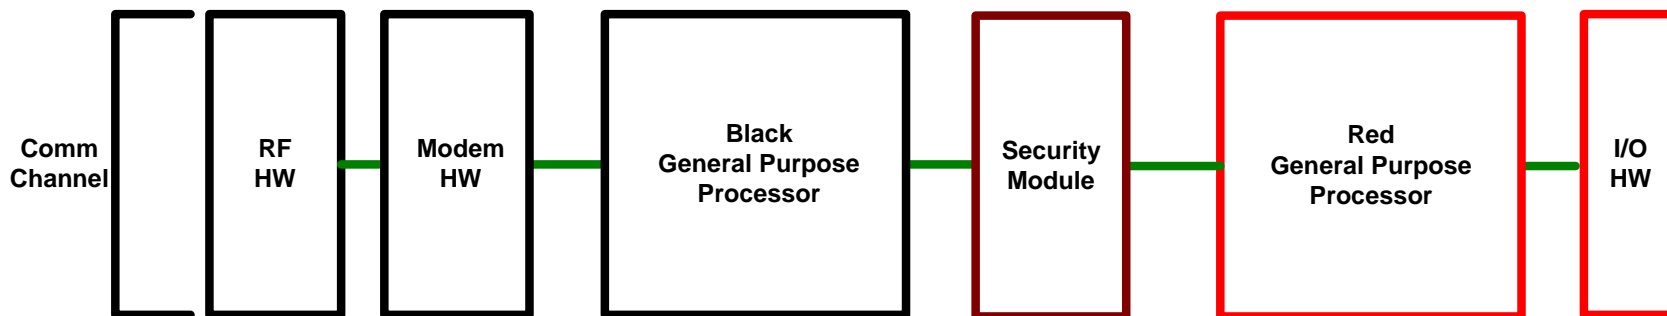 Comm
Channel
RF
HW
Modem
HW
Black
General Purpose
Processor
Security
Module
Red
General Purpose
Processor
I/O
HW